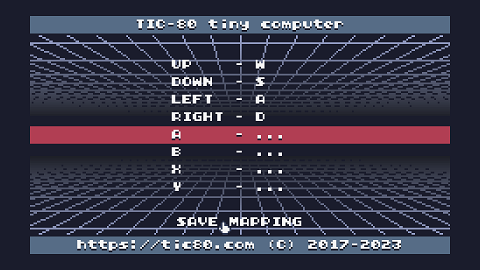 TIC-80 tiny computer
UP - W
DOWN - S
LEFT - A
RIGHT - D
A - ...
B - ...
X - ...
Y - ...
SAVE MAPPING
https://tic80.com (C) 2017-2023